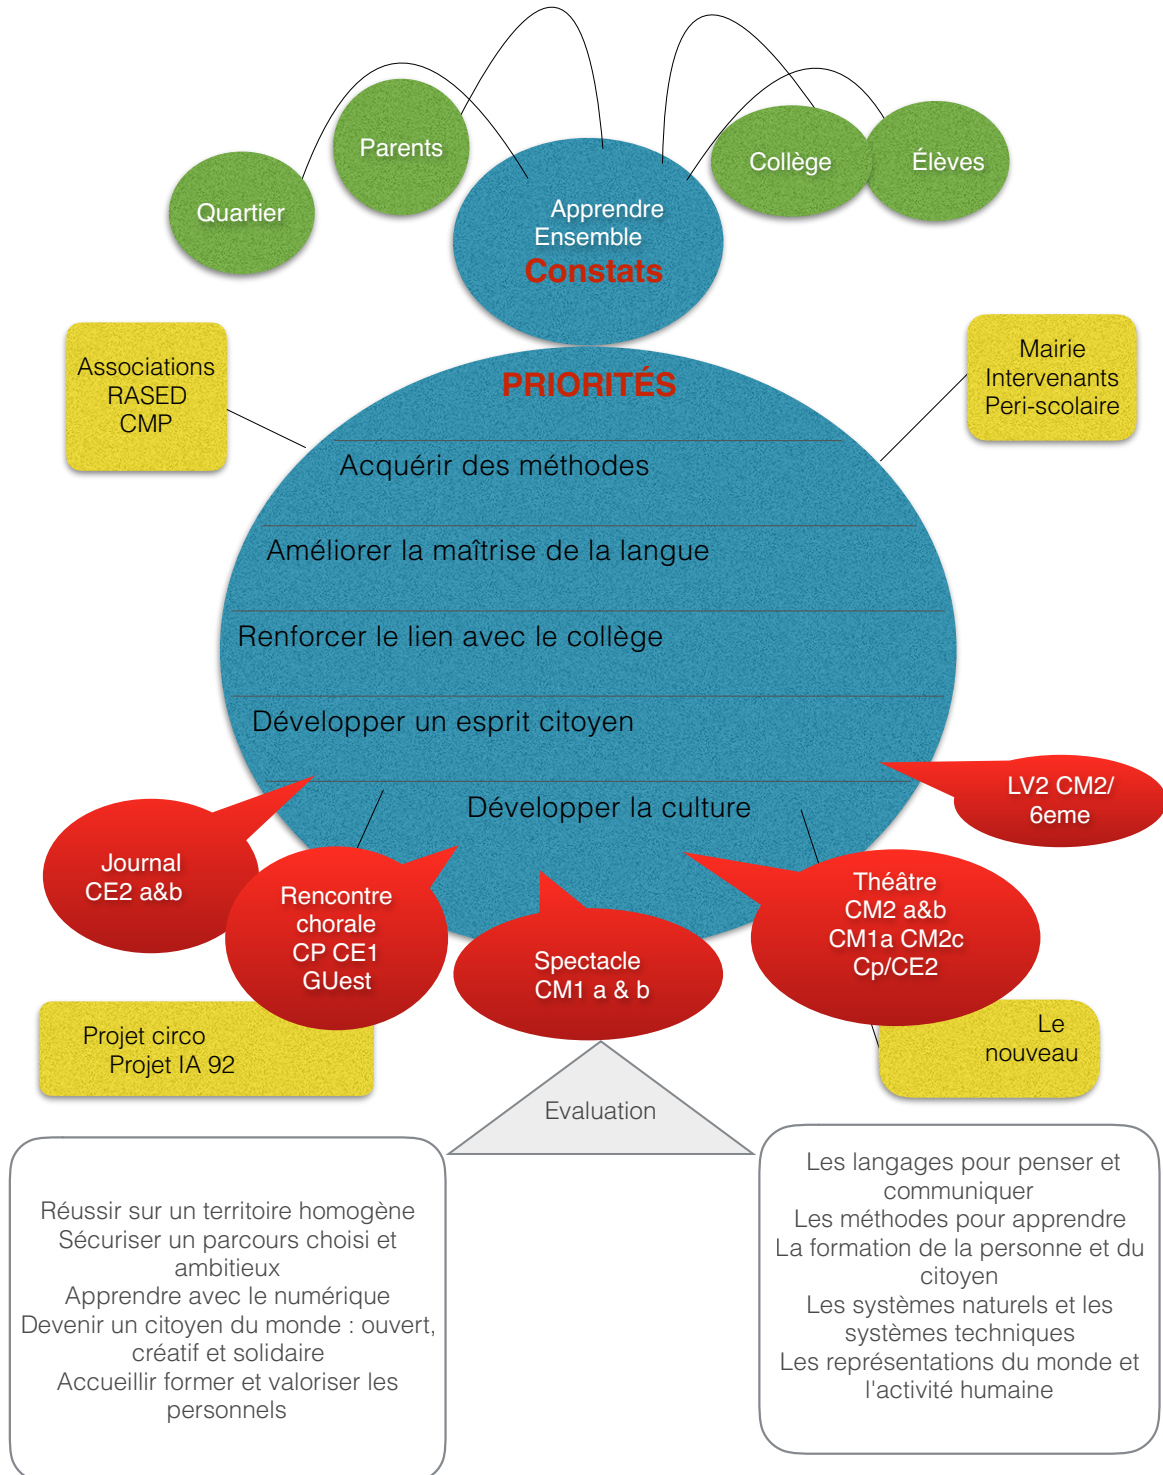 Parents
Collège
Élèves
Quartier
Apprendre
Ensemble
Constats
Associations
RASED
CMP
Mairie
Intervenants
Peri-scolaire
PRIORITÉS
Acquérir des méthodes
Améliorer la maîtrise de la langue
Renforcer le lien avec le collège
Développer un esprit citoyen
Développer la culture
LV2 CM2/
6eme
Journal
CE2 a&b
Rencontre
chorale
CP CE1
GUest
Spectacle
CM1 a & b
Théâtre
CM2 a&b
CM1a CM2c
Cp/CE2
Projet circo
Projet IA 92
Le
nouveau
Evaluation
Réussir sur un territoire homogène
Sécuriser un parcours choisi et
ambitieux
Apprendre avec le numérique
Devenir un citoyen du monde : ouvert,
créatif et solidaire
Accueillir former et valoriser les
personnels
Les langages pour penser et
communiquer
Les méthodes pour apprendre
La formation de la personne et du
citoyen
Les systèmes naturels et les
systèmes techniques
Les représentations du monde et
l'activité humaine